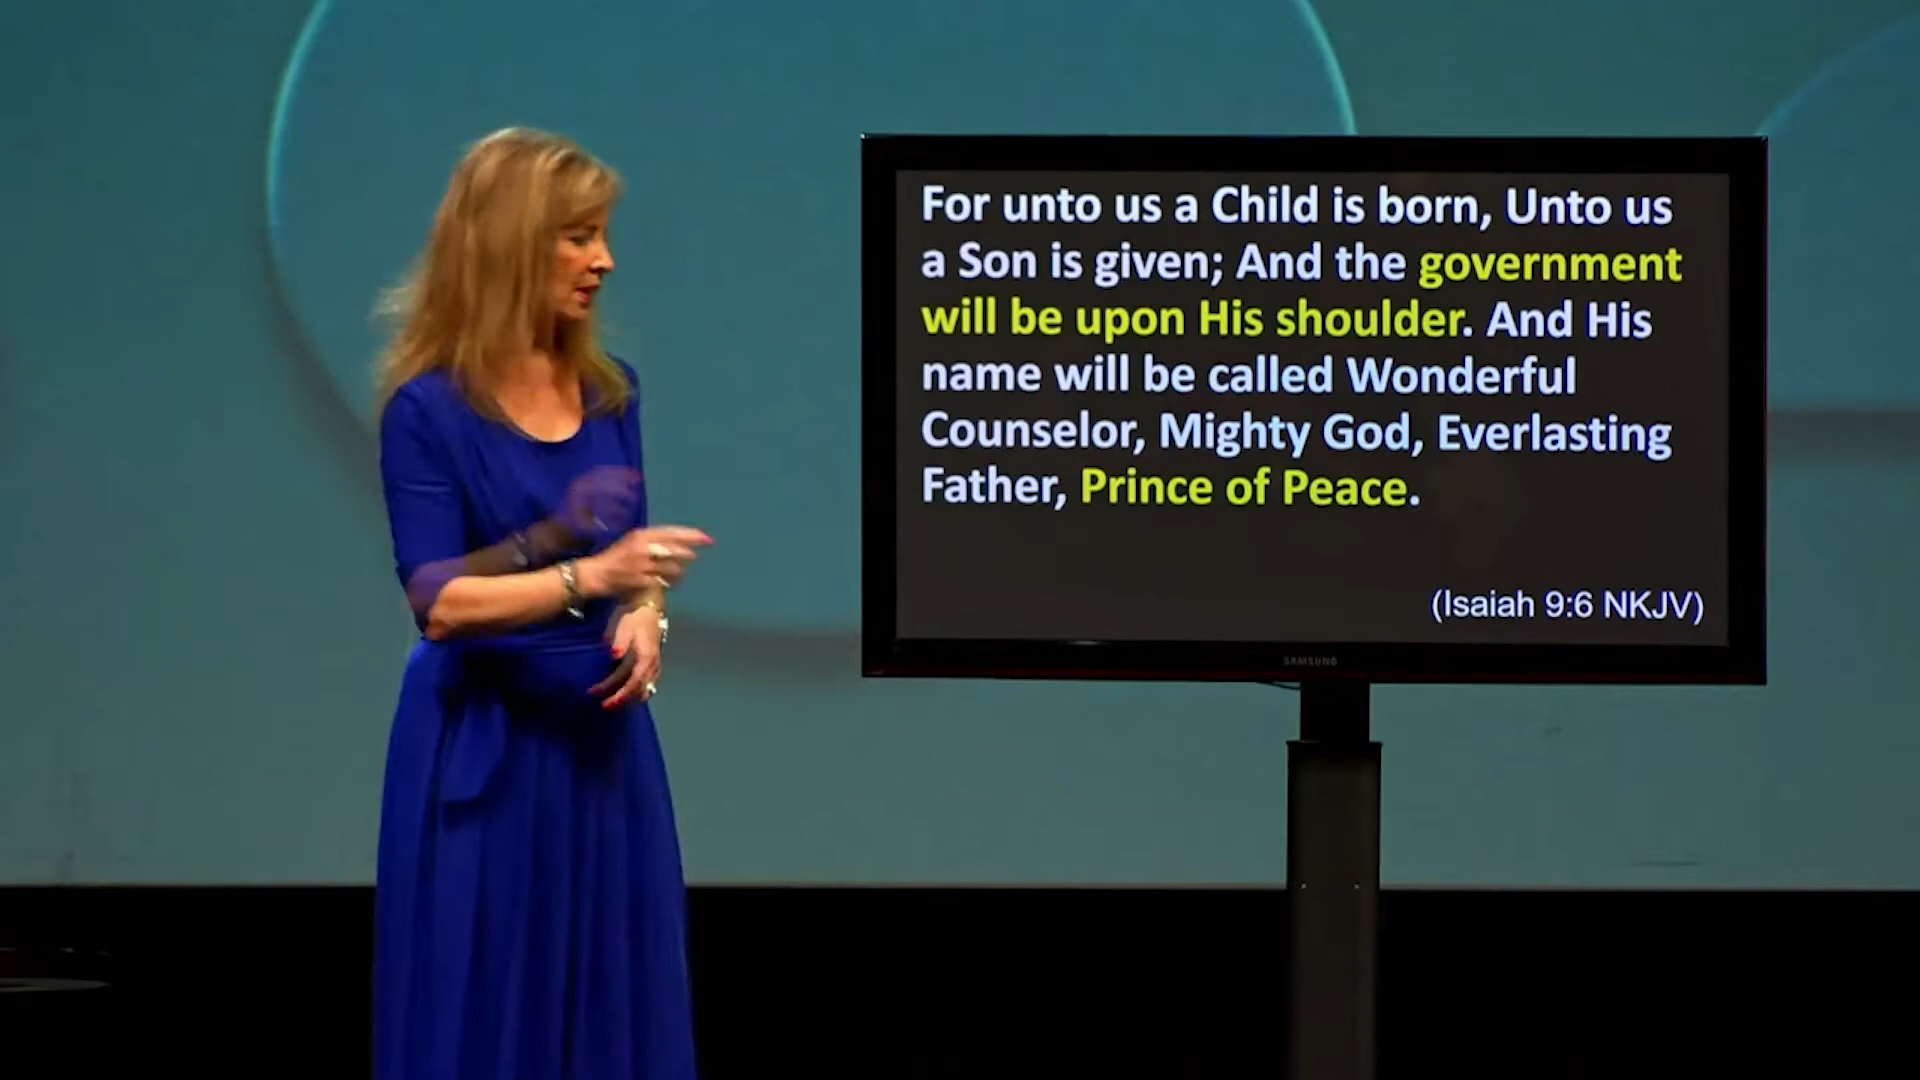 For unto us a Child is born, Unto us
a Son is given; And the government
will be upon His shoulder. And His
name will be called Wonderful
Counselor, Mighty God, Everlasting
Father, Prince of Peace.
(Isaiah 9:6 NKJV)
SAMSUNG